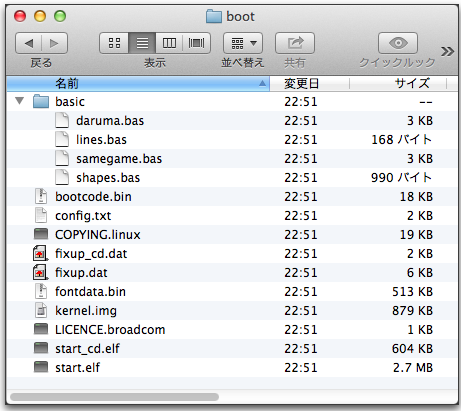 boot
戻る 表示 並べ替え 共有 クイックルック
名前 変更日 サイズ
basic 22:51 --
daruma.bas 22:51 3 KB
lines.bas 22:51 168 バイト
samegame.bas 22:51 3 KB
shapes.bas 22:51 990 バイト
bootcode.bin 22:51 18 KB
config.txt 22:51 2 KB
COPYING.linux 22:51 19 KB
fixup_cd.dat 22:51 2 KB
fixup.dat 22:51 6 KB
fontdata.bin 22:51 513 KB
kernel.img 22:51 879 KB
LICENCE.broadcom 22:51 1 KB
start_cd.elf 22:51 604 KB
start.elf 22:51 2.7 MB